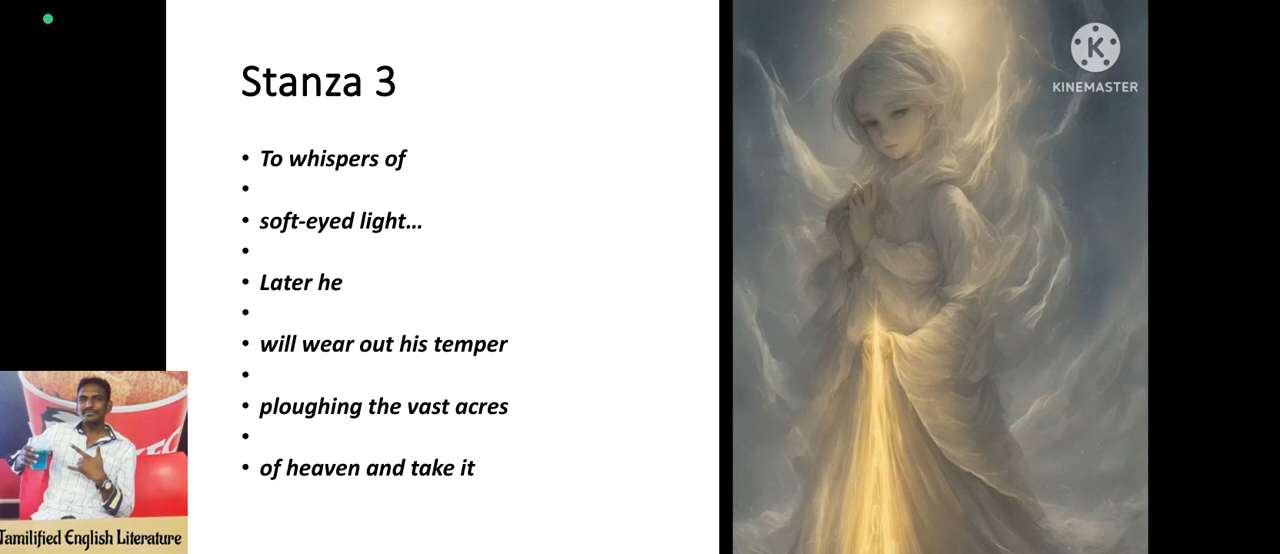 Stanza 3
• To whispers of
•
• soft-eyed light...
•
• Later he
•
• will wear out his temper
•
• ploughing the vast acres
•
• of heaven and take it
K
KINEMASTER
Tamilified English Literature